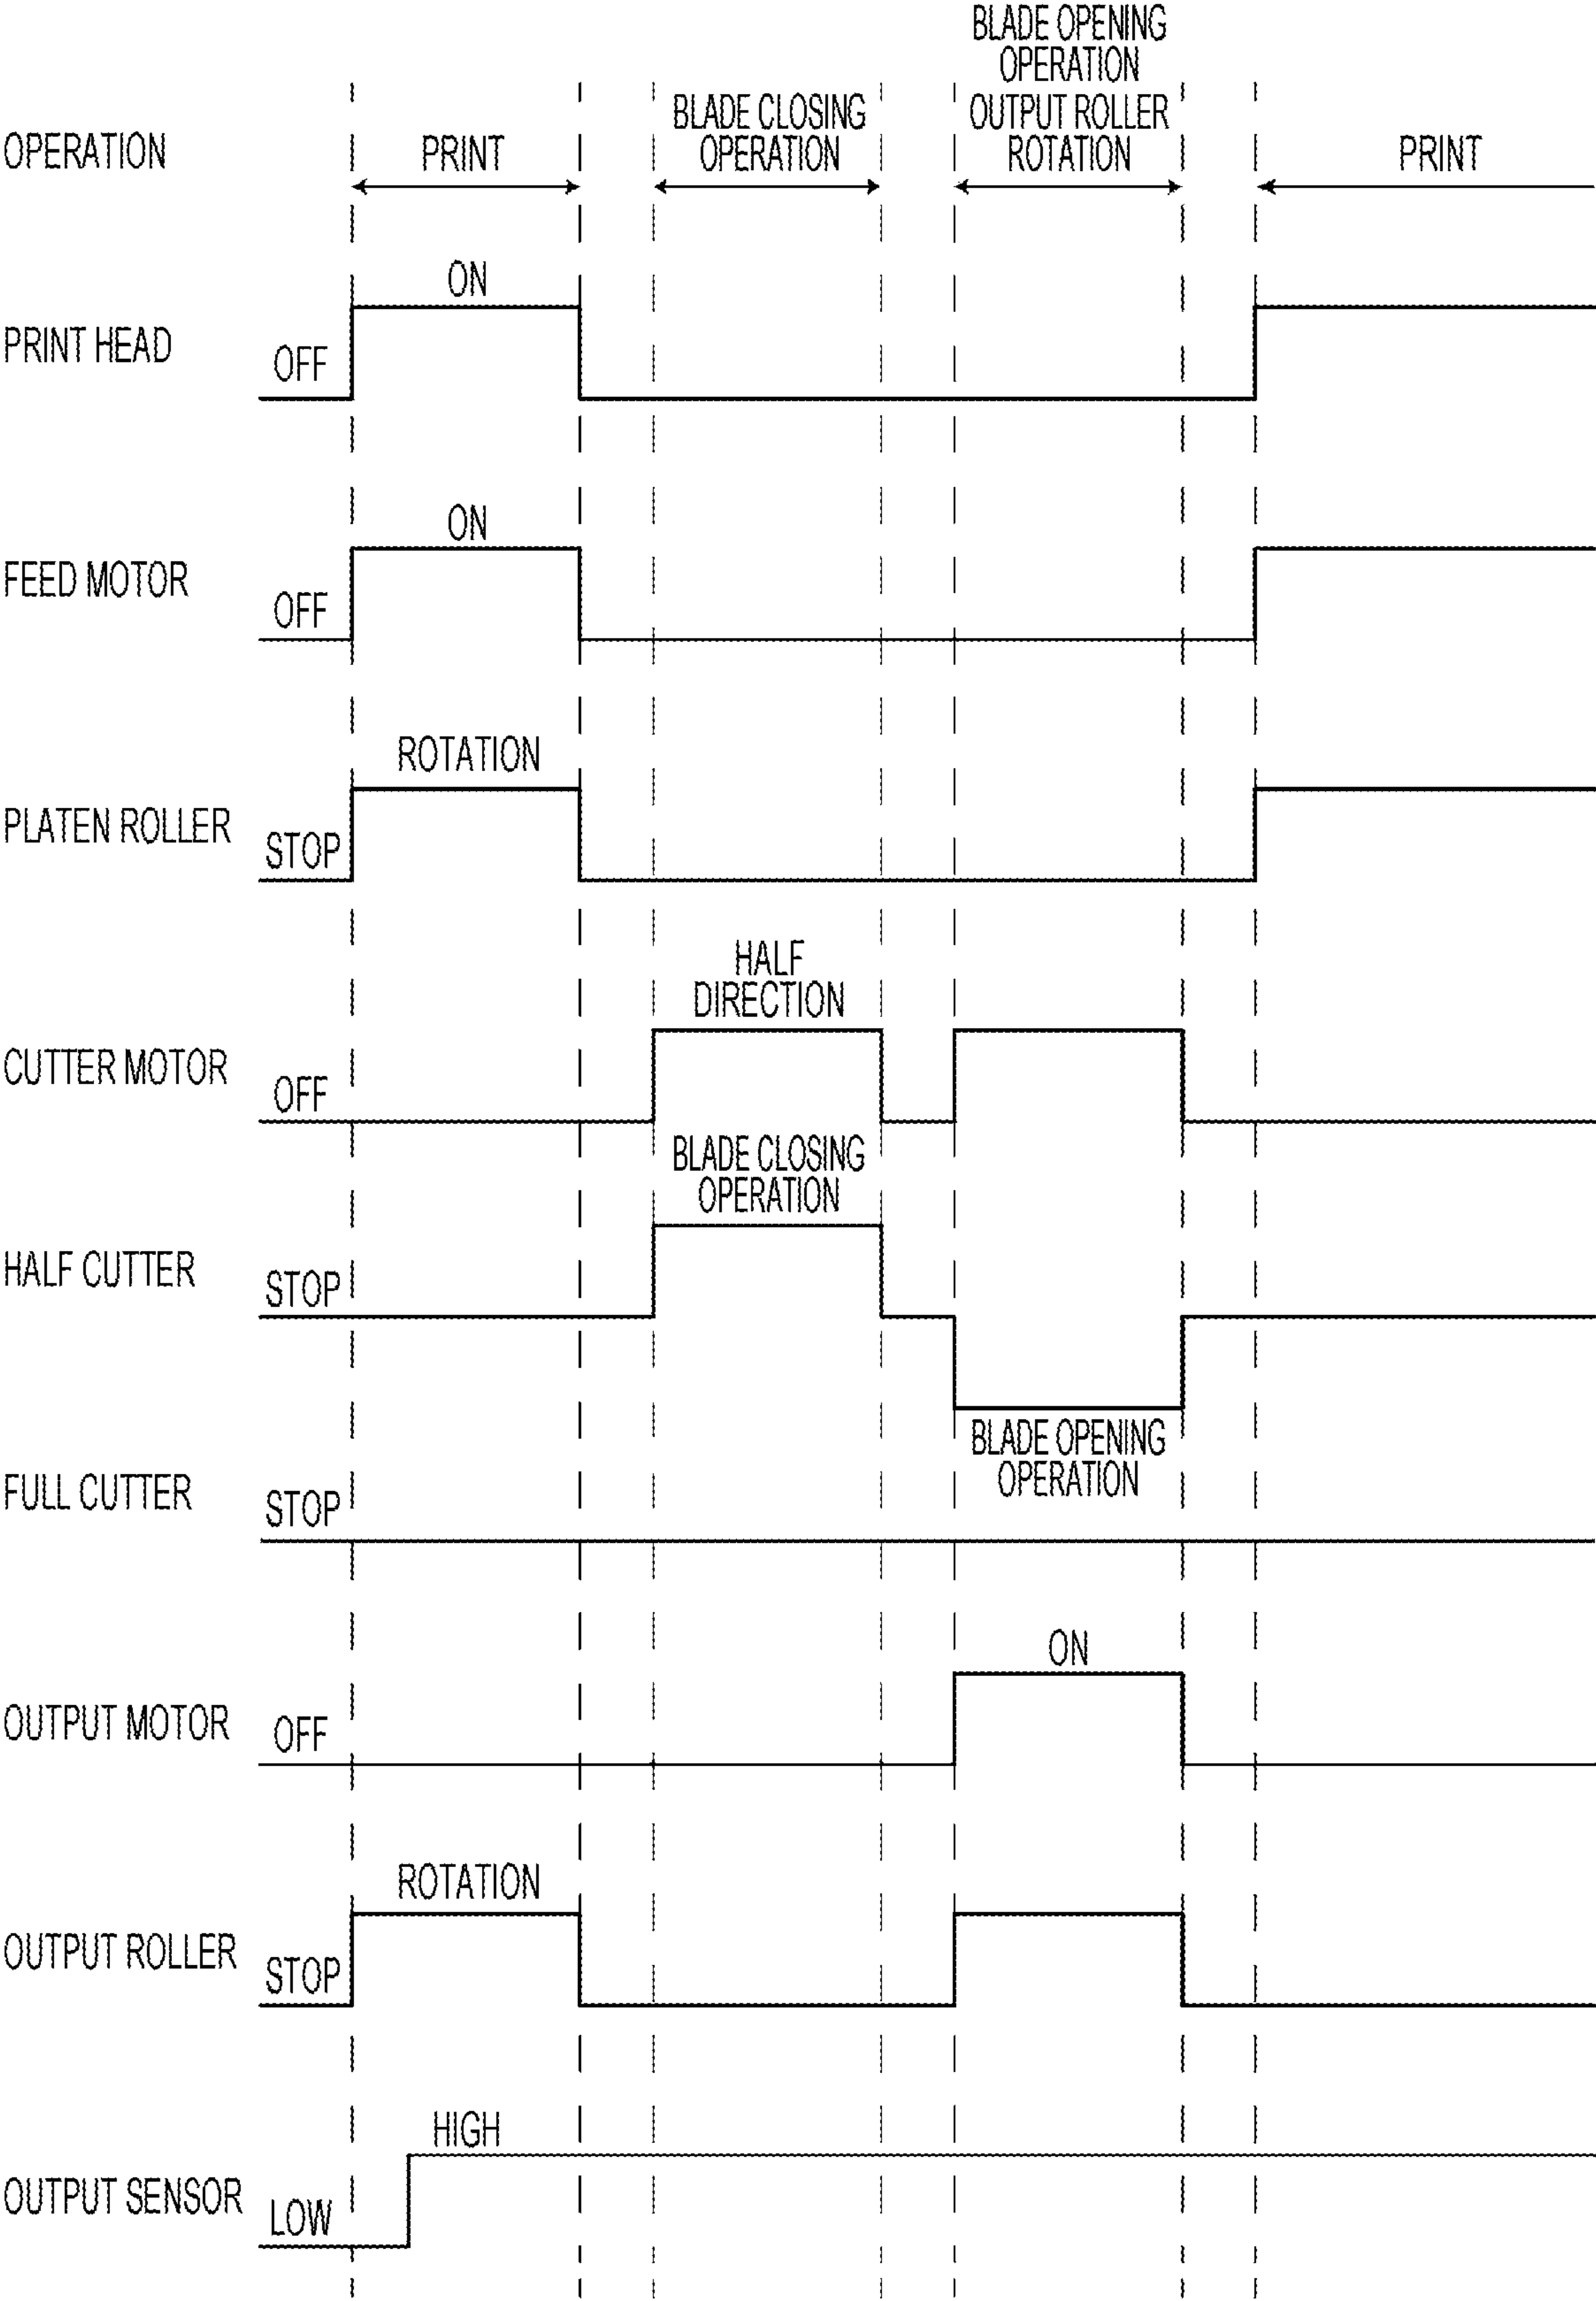 BLADE OPENING
OPERATION
BLADE CLOSING
OUTPUT ROLLER
OPERATION
PRINT
OPERATION
ROTATION
PRINT
ON
PRINT HEAD
OFF
ON
FEED MOTOR
OFF
ROTATION
PLATEN ROLLER
STOP
HALF
DIRECTION
CUTTER MOTOR
OFF
BLADE CLOSING
OPERATION
HALF CUTTER
STOP
BLADE OPENING
OPERATION
FULL CUTTER
STOP
ON
OUTPUT MOTOR
OFF
ROTATION
OUTPUT ROLLER
STOP
HIGH
OUTPUT SENSOR
LOW